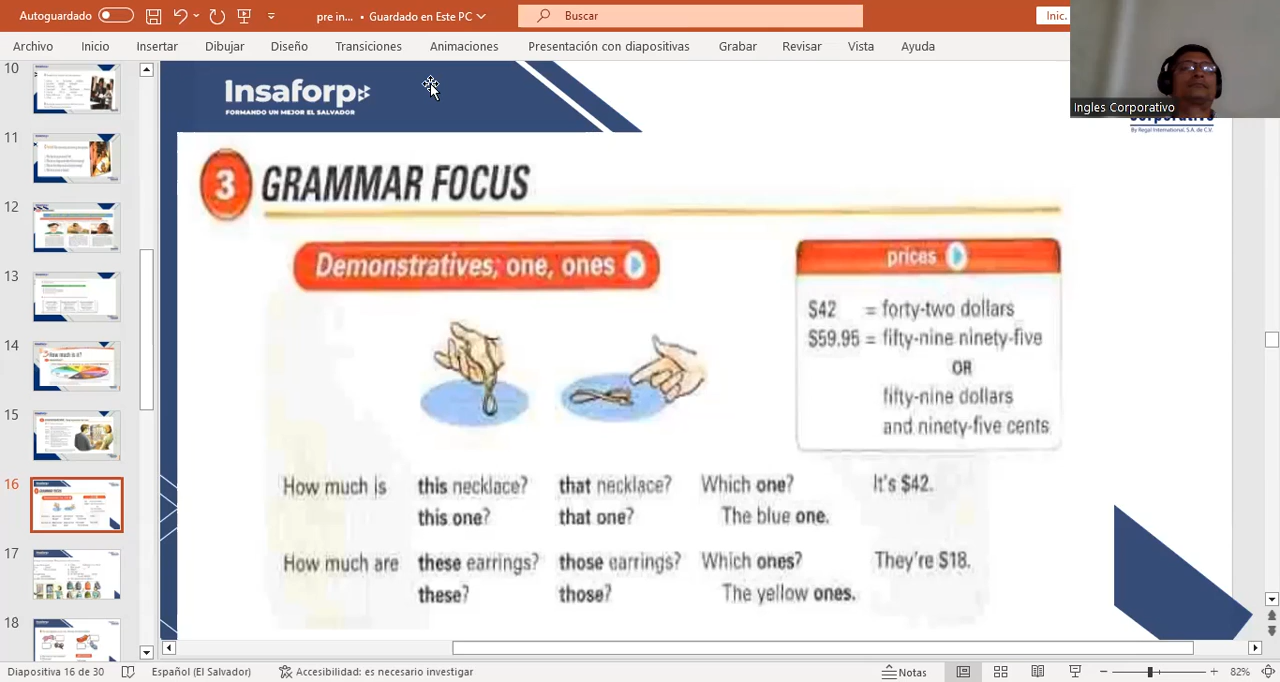 Autoguardado
pre in... • Guardado en Este PC
Buscar
Inic.
Archivo Inicio Insertar Dibujar Diseño Transiciones Animaciones Presentación con diapositivas Grabar Revisar Vista Ayuda
Ingles Corporativo
10
11
12
13
14
15
16
17
18
Insaforp
FORMANDO UN MEJOR EL SALVADOR
By Regal International, S.A. de C.V.
3 GRAMMAR FOCUS
Demonstratives; one, ones
prices
$42 = forty-two dollars
$59.95 = fifty-nine ninety-five
OR
fifty-nine dollars
and ninety-five cents
How much is this necklace? that necklace? Which one? It's $42.
this one? that one? The blue one.
How much are these earrings? those earrings? Which ones? They're $18.
these? those? The yellow ones.
Diapositiva 16 de 30 Español (El Salvador) Accesibilidad: es necesario investigar Notas 82%